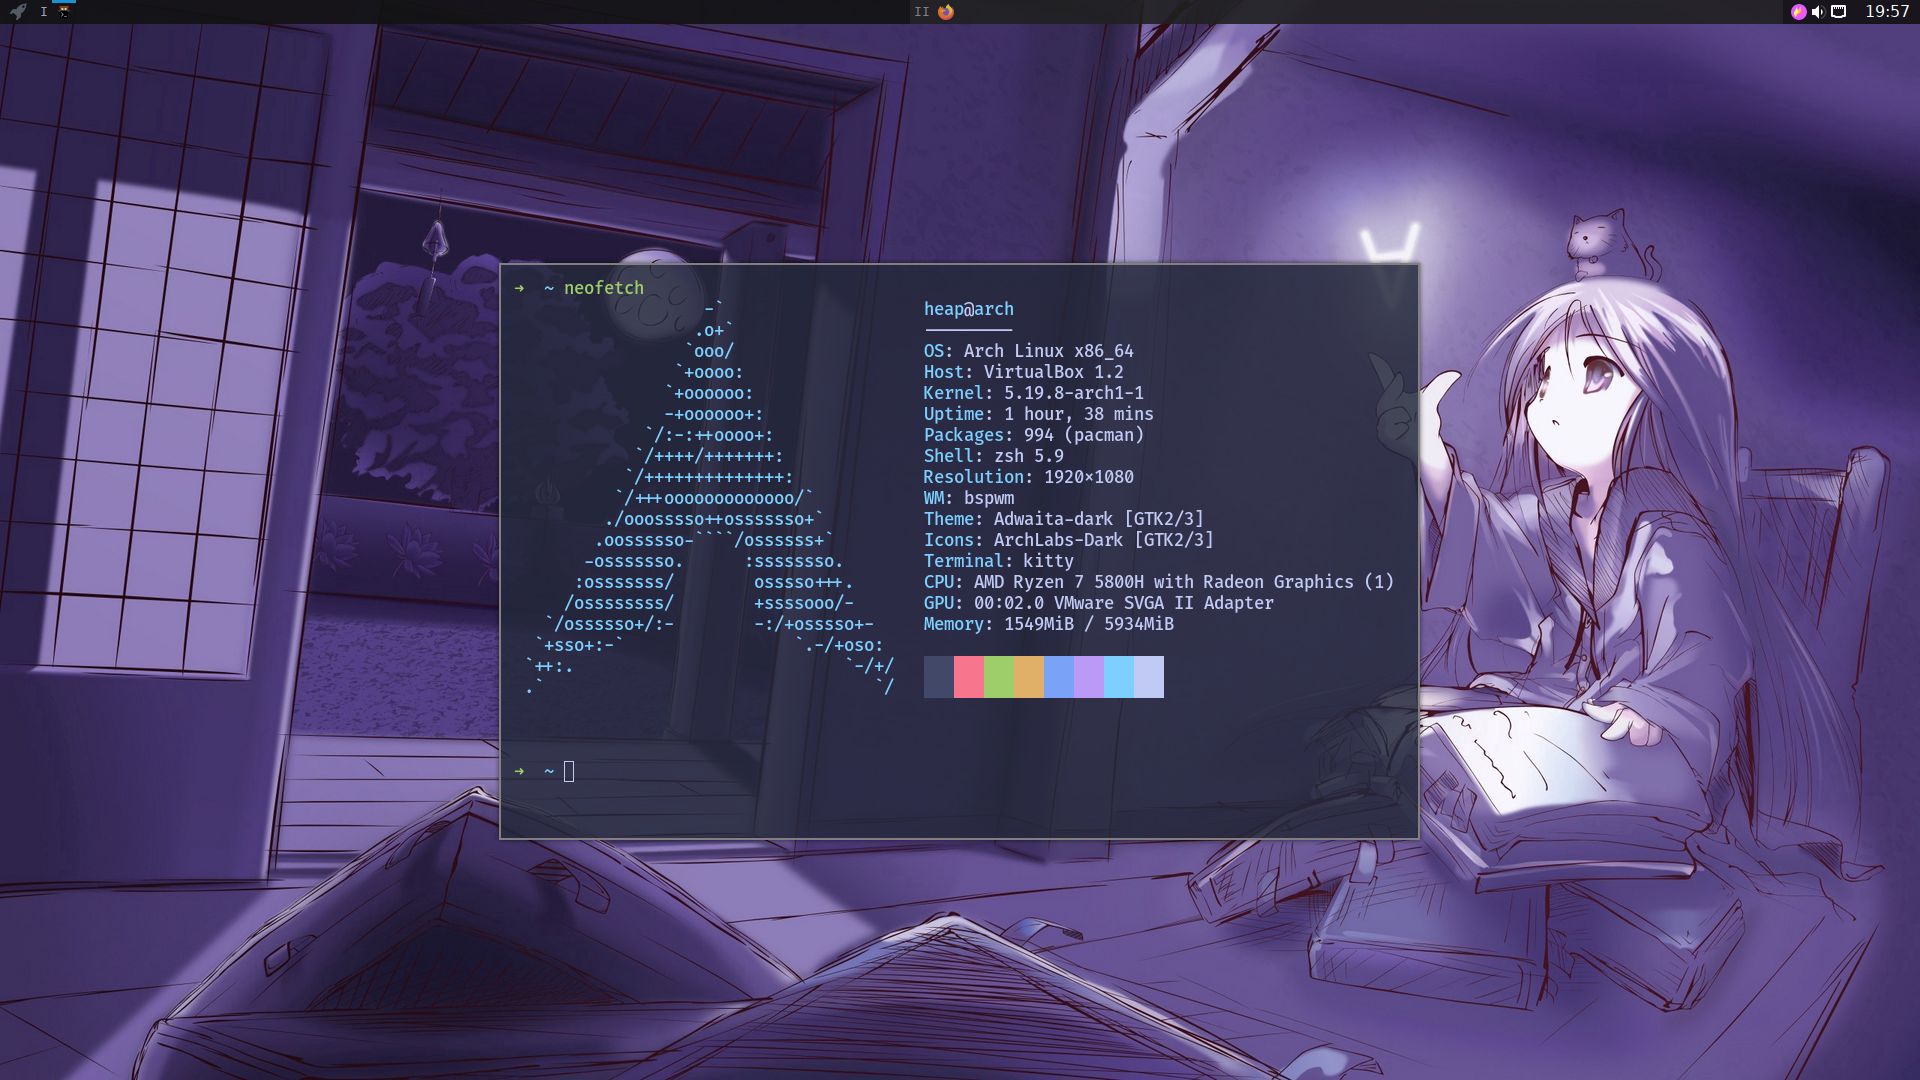 I II 19:57
→ ~ neofetch
-`
.o+`
`ooo/
`+oooo:
`+oooooo:
-+oooooo+:
`/:-:++oooo+:
`/++++/+++++++:
`/++++++++++++++:
`/+++ooooooooooooo/`
./ooosssso++osssssso+`
.oossssso-````/ossssss+`
-osssssso. :ssssssso.
:osssssss/ osssso+++.
/ossssssss/ +ssssooo/-
`/ossssso+/:- -:/+osssso+-
`+sso+:-` `.-/+oso:
`++:. `-/+/
.` `/
heap@arch
---------
OS: Arch Linux x86_64
Host: VirtualBox 1.2
Kernel: 5.19.8-arch1-1
Uptime: 1 hour, 38 mins
Packages: 994 (pacman)
Shell: zsh 5.9
Resolution: 1920×1080
WM: bspwm
Theme: Adwaita-dark [GTK2/3]
Icons: ArchLabs-Dark [GTK2/3]
Terminal: kitty
CPU: AMD Ryzen 7 5800H with Radeon Graphics (1)
GPU: 00:02.0 VMware SVGA II Adapter
Memory: 1549MiB / 5934MiB
→ ~